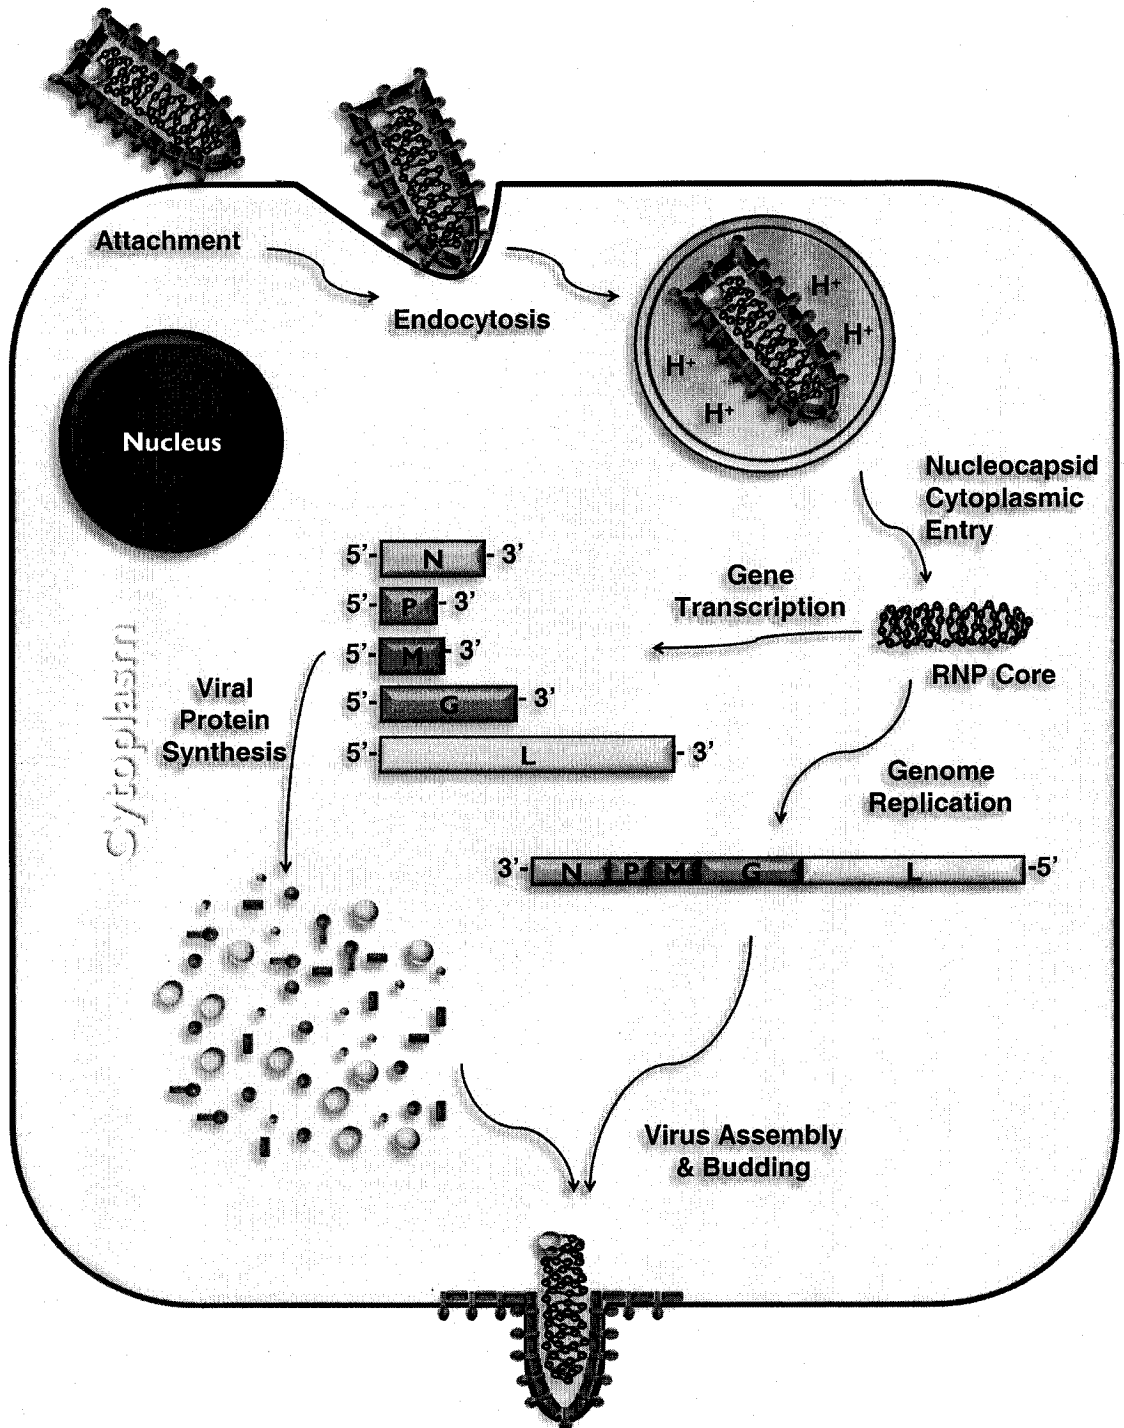 Attachment
Endocytosis
H⁺
H⁺
H⁺
H⁺
Nucleus
Nucleocapsid
Cytoplasmic
Entry
5’- N - 3’
5’- P - 3’
5’- M - 3’
5’- G - 3’
5’- L - 3’
Gene
Transcription
RNP Core
Cytoplasm
Viral
Protein
Synthesis
Genome
Replication
3’- N P M G L -5’
Virus Assembly
& Budding